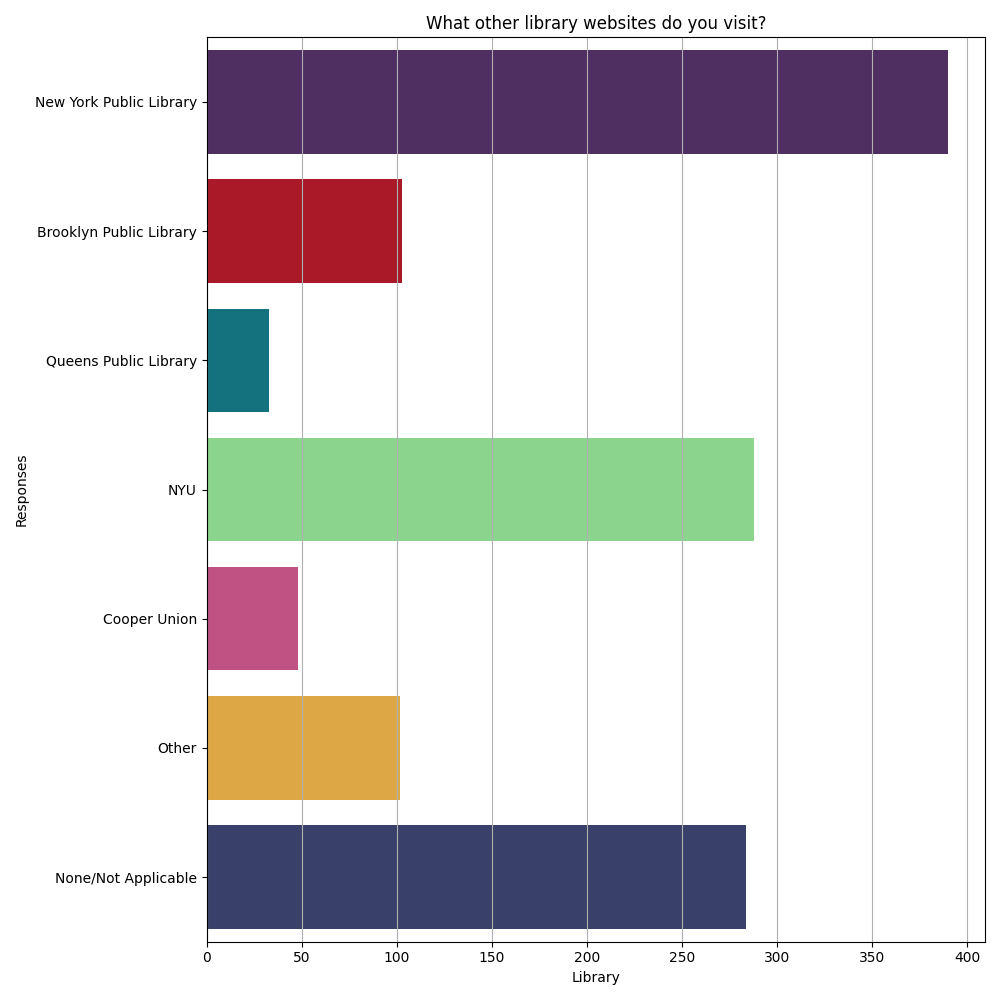 What other library websites do you visit?
New York Public Library
Brooklyn Public Library
Queens Public Library
NYU
Cooper Union
Other
None/Not Applicable
Responses
0 50 100 150 200 250 300 350 400
Library